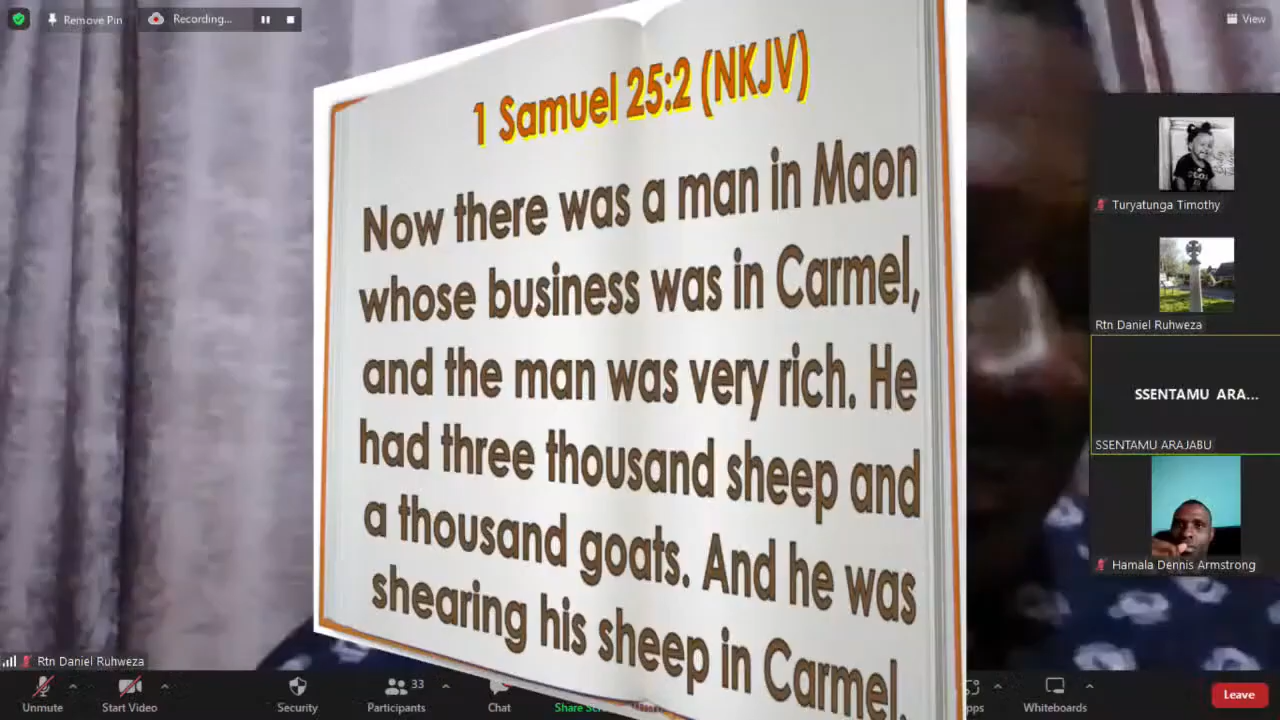 Remove Pin
Recording...
View
1 Samuel 25:2 (NKJV)
Now there was a man in Maon
whose business was in Carmel,
and the man was very rich. He
had three thousand sheep and
a thousand goats. And he was
shearing his sheep in Carmel.
Turyatunga Timothy
Rtn Daniel Ruhweza
SSENTAMU ARA...
SSENTAMU ARAJABU
Hamala Dennis Armstrong
Rtn Daniel Ruhweza
Unmute
Start Video
Security
33
Participants
Chat
Share
Whiteboards
Leave